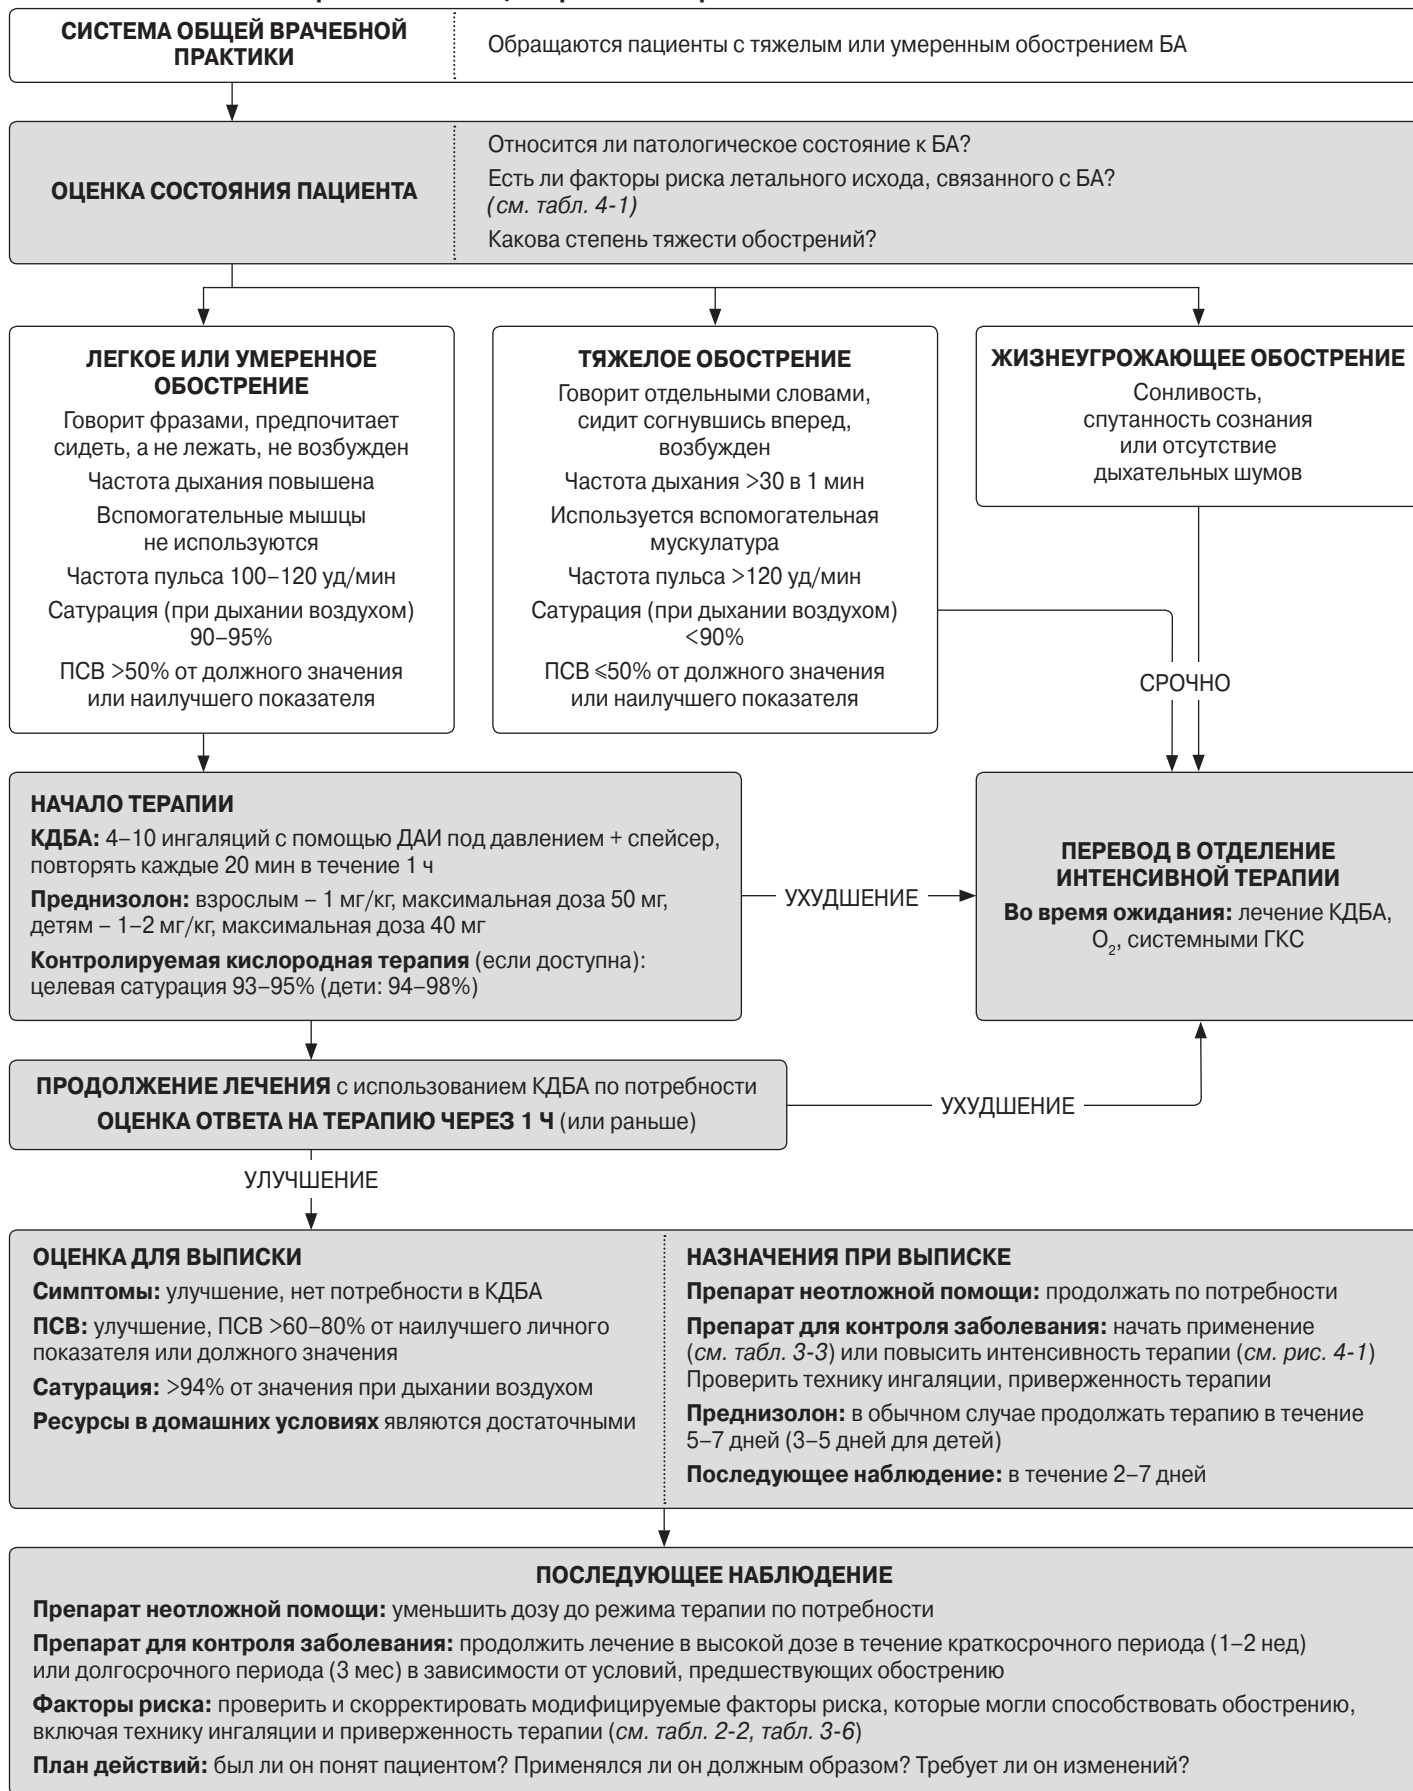 СИСТЕМА ОБЩЕЙ ВРАЧЕБНОЙ
ПРАКТИКИ
Обращаются пациенты с тяжелым или умеренным обострением БА
ОЦЕНКА СОСТОЯНИЯ ПАЦИЕНТА
Относится ли патологическое состояние к БА?
Есть ли факторы риска летального исхода, связанного с БА?
(см. табл. 4-1)
Какова степень тяжести обострений?
ЛЕГКОЕ ИЛИ УМЕРЕННОЕ
ОБОСТРЕНИЕ
Говорит фразами, предпочитает
сидеть, а не лежать, не возбужден
Частота дыхания повышена
Вспомогательные мышцы
не используются
Частота пульса 100–120 уд/мин
Сатурация (при дыхании воздухом)
90–95%
ПСВ >50% от должного значения
или наилучшего показателя
ТЯЖЕЛОЕ ОБОСТРЕНИЕ
Говорит отдельными словами,
сидит согнувшись вперед,
возбужден
Частота дыхания >30 в 1 мин
Используется вспомогательная
мускулатура
Частота пульса >120 уд/мин
Сатурация (при дыхании воздухом)
<90%
ПСВ ⩽50% от должного значения
или наилучшего показателя
ЖИЗНЕУГРОЖАЮЩЕЕ ОБОСТРЕНИЕ
Сонливость,
спутанность сознания
или отсутствие
дыхательных шумов
СРОЧНО
НАЧАЛО ТЕРАПИИ
КДБА: 4–10 ингаляций с помощью ДАИ под давлением + спейсер,
повторять каждые 20 мин в течение 1 ч
Преднизолон: взрослым – 1 мг/кг, максимальная доза 50 мг,
детям – 1–2 мг/кг, максимальная доза 40 мг
Контролируемая кислородная терапия (если доступна):
целевая сатурация 93–95% (дети: 94–98%)
УХУДШЕНИЕ
ПЕРЕВОД В ОТДЕЛЕНИЕ
ИНТЕНСИВНОЙ ТЕРАПИИ
Во время ожидания: лечение КДБА,
O₂, системными ГКС
ПРОДОЛЖЕНИЕ ЛЕЧЕНИЯ с использованием КДБА по потребности
ОЦЕНКА ОТВЕТА НА ТЕРАПИЮ ЧЕРЕЗ 1 Ч (или раньше)
УХУДШЕНИЕ
УЛУЧШЕНИЕ
ОЦЕНКА ДЛЯ ВЫПИСКИ
Симптомы: улучшение, нет потребности в КДБА
ПСВ: улучшение, ПСВ >60–80% от наилучшего личного
показателя или должного значения
Сатурация: >94% от значения при дыхании воздухом
Ресурсы в домашних условиях являются достаточными
НАЗНАЧЕНИЯ ПРИ ВЫПИСКЕ
Препарат неотложной помощи: продолжать по потребности
Препарат для контроля заболевания: начать применение
(см. табл. 3-3) или повысить интенсивность терапии (см. рис. 4-1)
Проверить технику ингаляции, приверженность терапии
Преднизолон: в обычном случае продолжать терапию в течение
5–7 дней (3–5 дней для детей)
Последующее наблюдение: в течение 2–7 дней
ПОСЛЕДУЮЩЕЕ НАБЛЮДЕНИЕ
Препарат неотложной помощи: уменьшить дозу до режима терапии по потребности
Препарат для контроля заболевания: продолжить лечение в высокой дозе в течение краткосрочного периода (1–2 нед)
или долгосрочного периода (3 мес) в зависимости от условий, предшествующих обострению
Факторы риска: проверить и скорректировать модифицируемые факторы риска, которые могли способствовать обострению,
включая технику ингаляции и приверженность терапии (см. табл. 2-2, табл. 3-6)
План действий: был ли он понят пациентом? Применялся ли он должным образом? Требует ли он изменений?